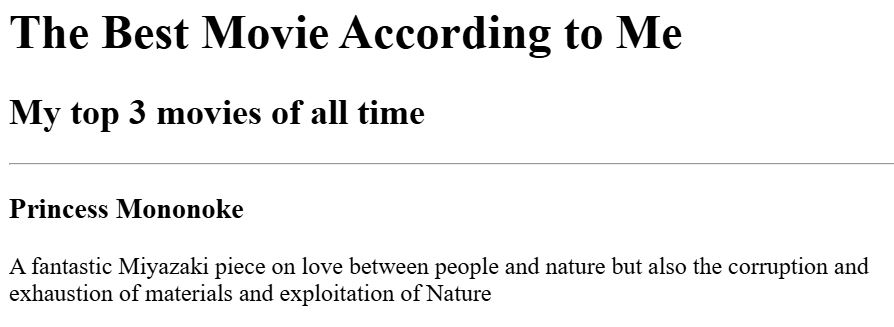 The Best Movie According to Me
My top 3 movies of all time
Princess Mononoke
A fantastic Miyazaki piece on love between people and nature but also the corruption and
exhaustion of materials and exploitation of Nature